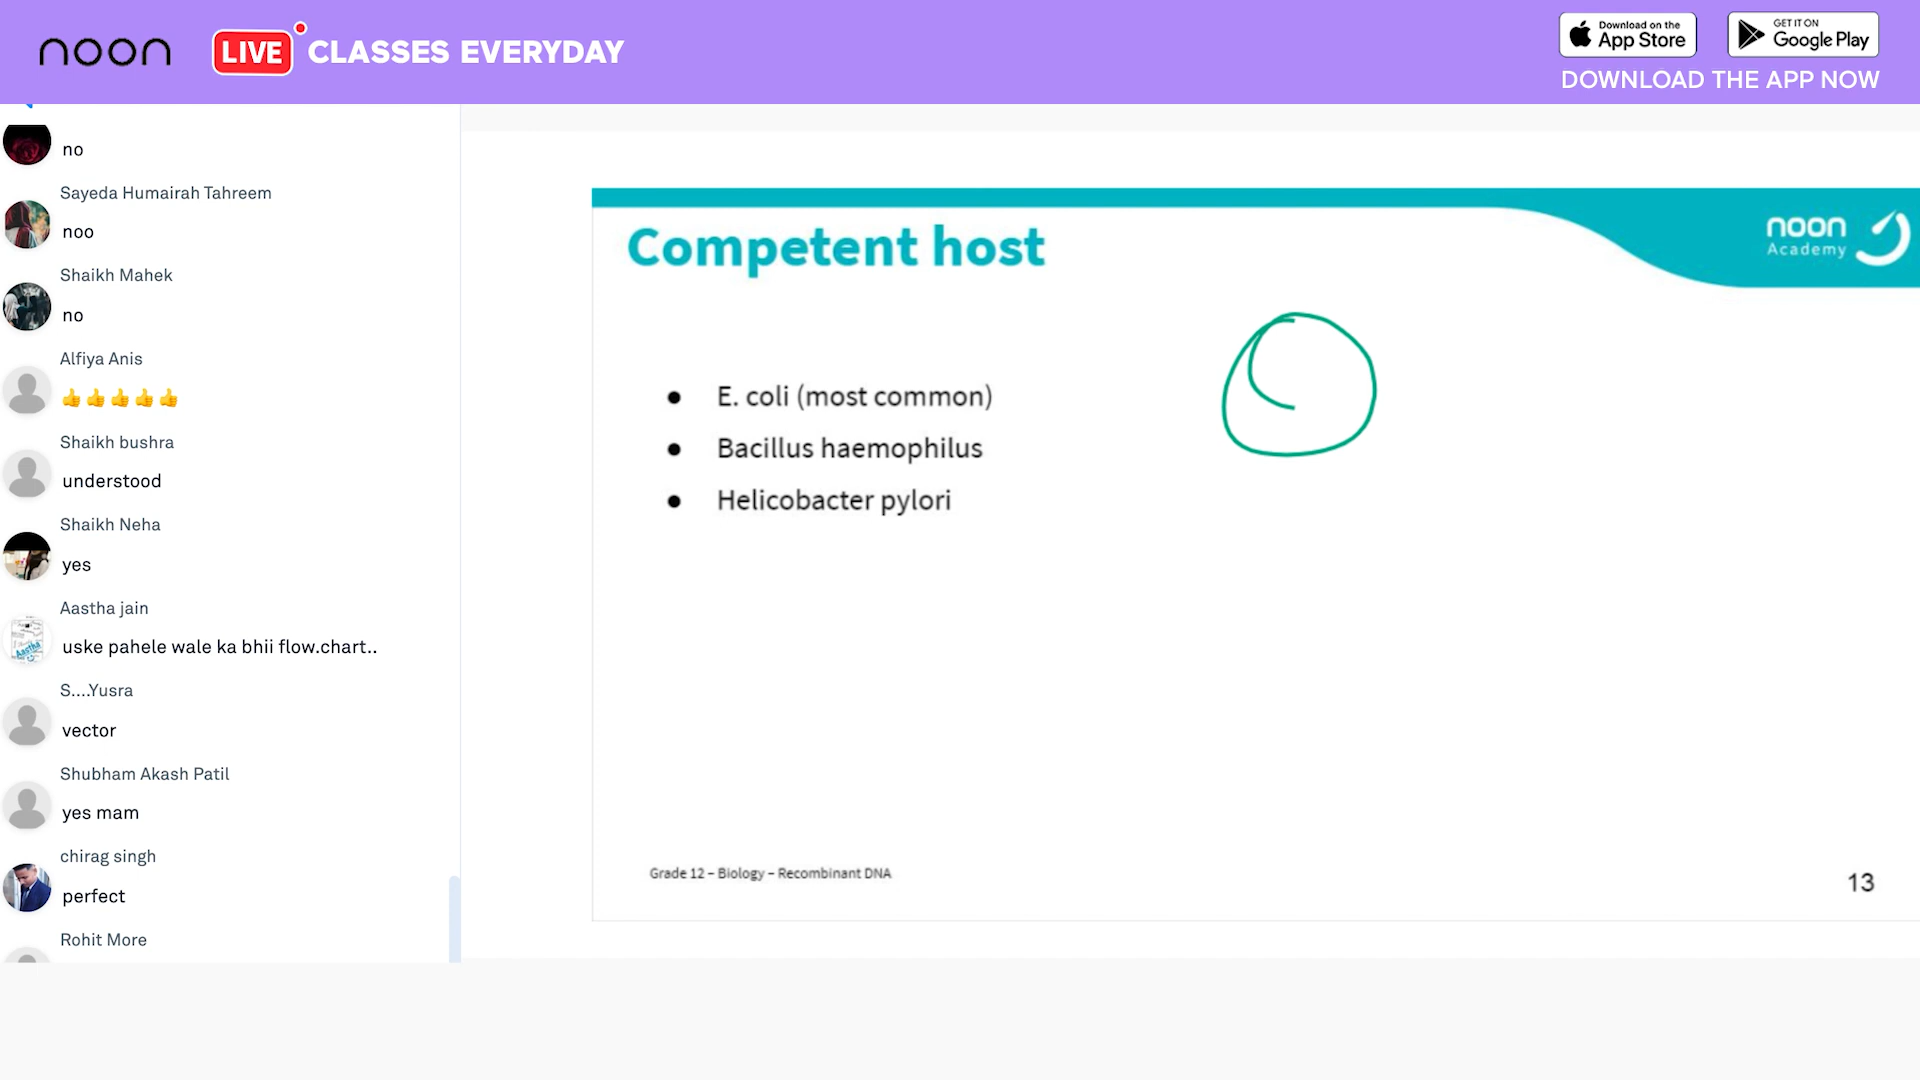 noon LIVE CLASSES EVERYDAY
Download on the App Store
GET IT ON Google Play
DOWNLOAD THE APP NOW
no
Sayeda Humairah Tahreem
noo
Shaikh Mahek
no
Alfiya Anis
👍👍👍👍👍
Shaikh bushra
understood
Shaikh Neha
yes
Aastha jain
uske pahele wale ka bhii flow.chart..
S....Yusra
vector
Shubham Akash Patil
yes mam
chirag singh
perfect
Rohit More
Competent host
noon
Academy
● E. coli (most common)
● Bacillus haemophilus
● Helicobacter pylori
Grade 12 – Biology – Recombinant DNA
13